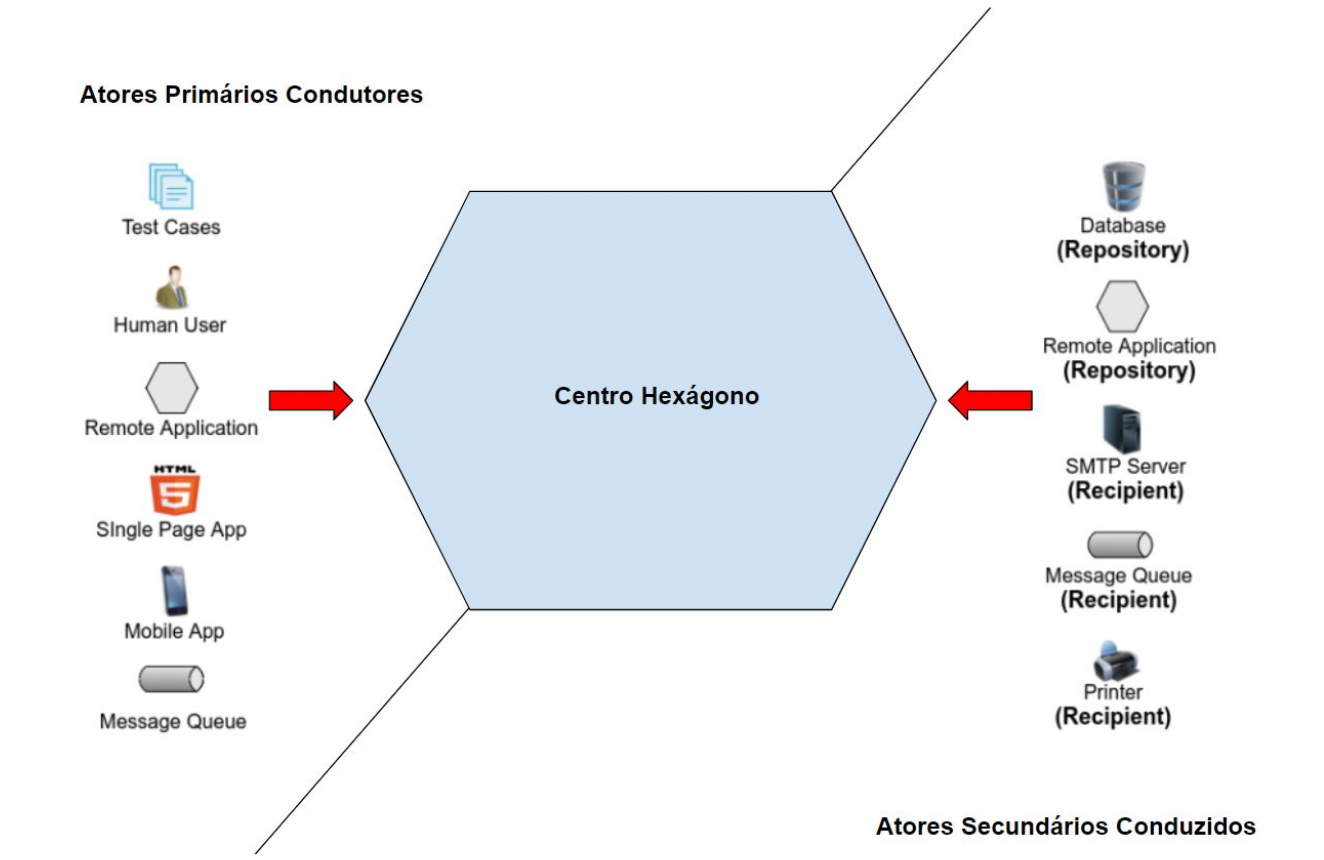 Atores Primários Condutores
Test Cases
Human User
Remote Application
HTML
5
SIngle Page App
Mobile App
Message Queue
Centro Hexágono
Database
(Repository)
Remote Application
(Repository)
SMTP Server
(Recipient)
Message Queue
(Recipient)
Printer
(Recipient)
Atores Secundários Conduzidos